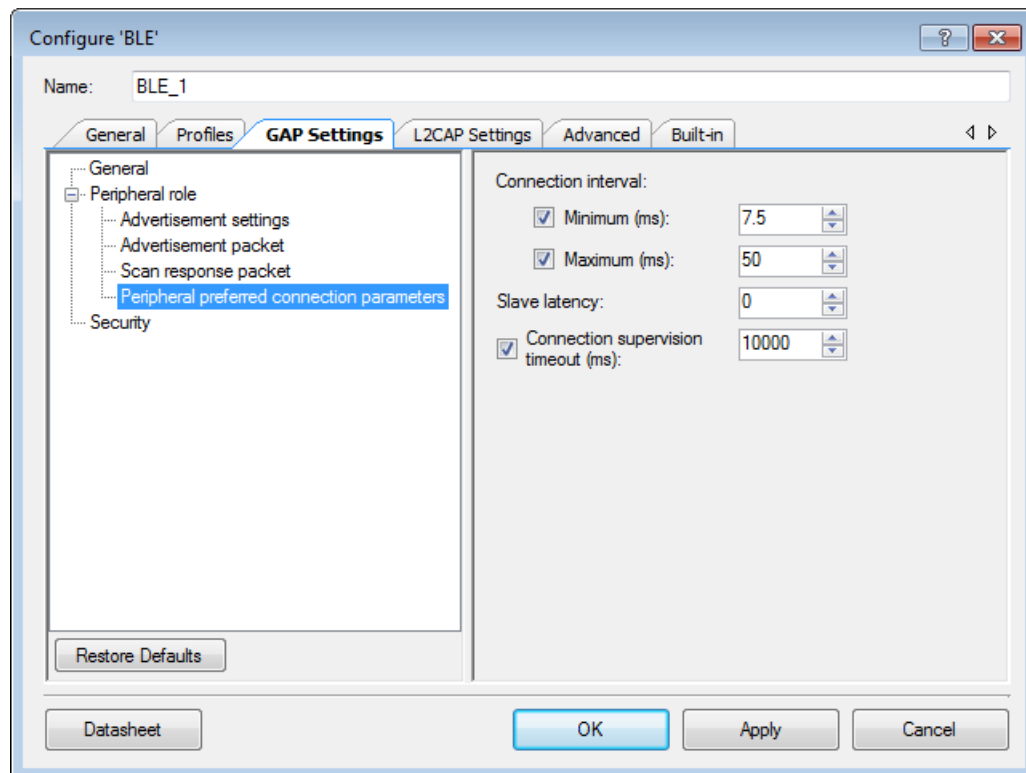 Configure 'BLE'
Name: BLE_1
General Profiles GAP Settings L2CAP Settings Advanced Built-in
General
Peripheral role
Advertisement settings
Advertisement packet
Scan response packet
Peripheral preferred connection parameters
Security
Restore Defaults
Connection interval:
Minimum (ms): 7.5
Maximum (ms): 50
Slave latency: 0
Connection supervision
timeout (ms): 10000
Datasheet OK Apply Cancel